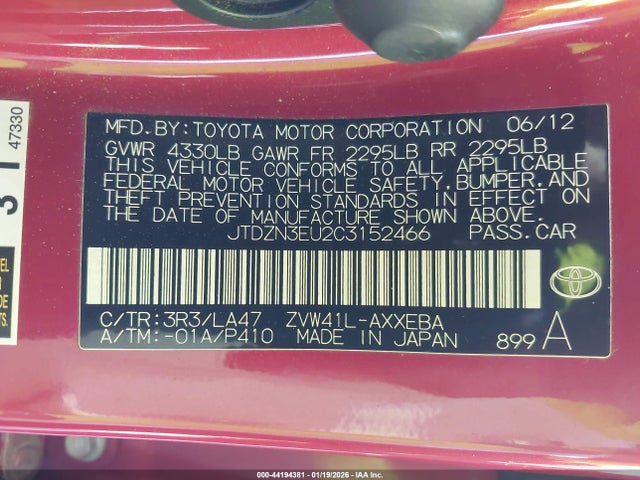 MFD.BY:TOYOTA MOTOR CORPORATION 06/12
GVWR 4330LB GAWR FR 2295LB RR 2295LB
THIS VEHICLE CONFORMS TO ALL APPLICABLE
FEDERAL MOTOR VEHICLE SAFETY,BUMPER,AND
THEFT PREVENTION STANDARDS IN EFFECT ON
THE DATE OF MANUFACTURE SHOWN ABOVE.
JTDZN3EU2C3152466 PASS.CAR
C/TR:3R3/LA47 ZVW41L-AXXEBA
A/TM:-01A/P410 MADE IN JAPAN 899 A
47330
00-44194381 - 01/19/2026 - IAA Inc.